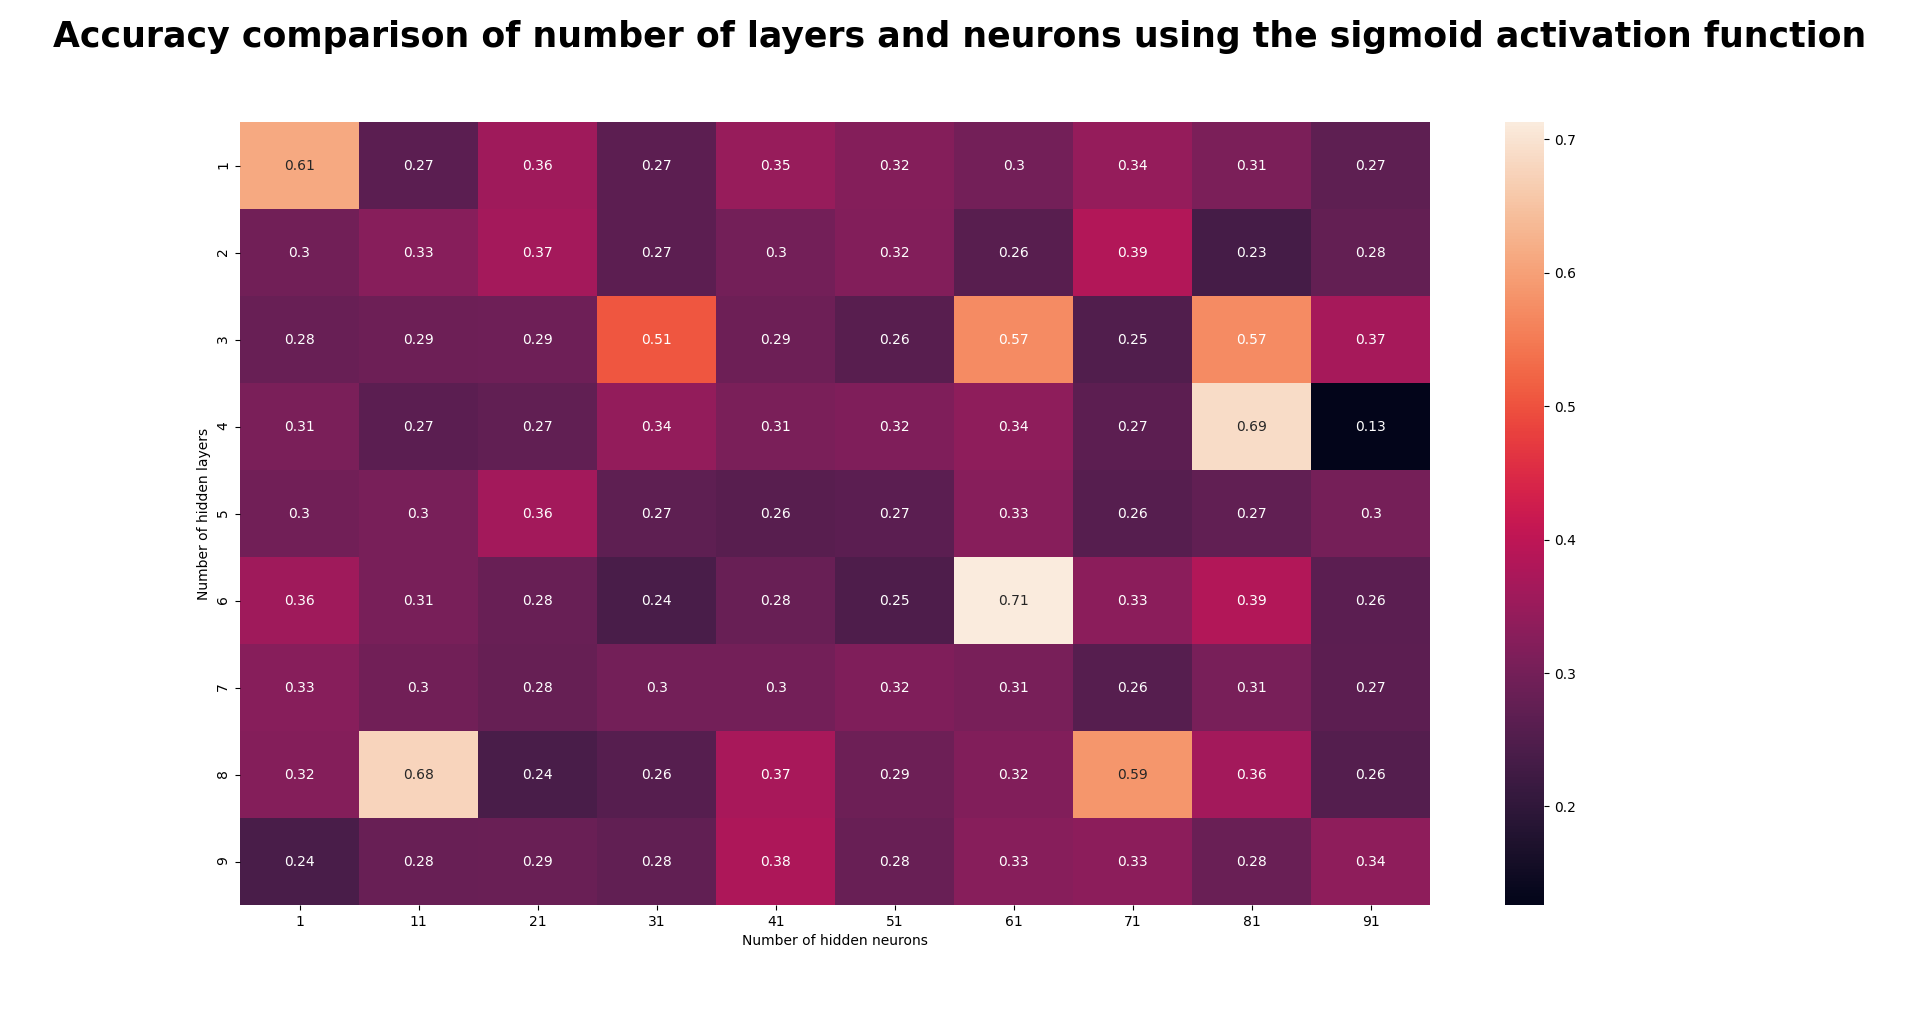 Accuracy comparison of number of layers and neurons using the sigmoid activation function
1 0.61 0.27 0.36 0.27 0.35 0.32 0.3 0.34 0.31 0.27
2 0.3 0.33 0.37 0.27 0.3 0.32 0.26 0.39 0.23 0.28
3 0.28 0.29 0.29 0.51 0.29 0.26 0.57 0.25 0.57 0.37
4 0.31 0.27 0.27 0.34 0.31 0.32 0.34 0.27 0.69 0.13
5 0.3 0.3 0.36 0.27 0.26 0.27 0.33 0.26 0.27 0.3
6 0.36 0.31 0.28 0.24 0.28 0.25 0.71 0.33 0.39 0.26
7 0.33 0.3 0.28 0.3 0.3 0.32 0.31 0.26 0.31 0.27
8 0.32 0.68 0.24 0.26 0.37 0.29 0.32 0.59 0.36 0.26
9 0.24 0.28 0.29 0.28 0.38 0.28 0.33 0.33 0.28 0.34
1 11 21 31 41 51 61 71 81 91
Number of hidden neurons
Number of hidden layers
0.7
0.6
0.5
0.4
0.3
0.2